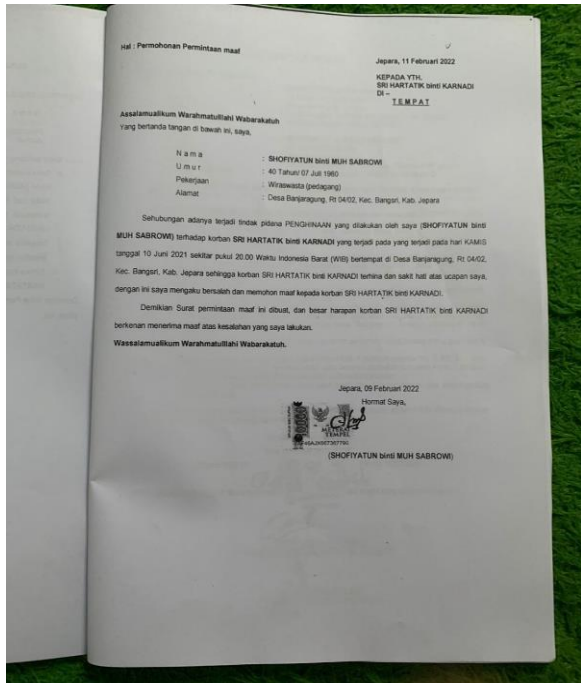 Hal : Permohonan Permintaan maaf
Jepara, 11 Februari 2022
KEPADA YTH.
SRI HARTATIK binti KARNADI
DI –
TEMPAT
Assalamualikum Warahmatulllahi Wabarakatuh
Yang bertanda tangan di bawah ini, saya,
Nama : SHOFIYATUN binti MUH SABROWI
Umur : 40 Tahun/ 07 Juli 1980
Pekerjaan : Wiraswasta (pedagang)
Alamat : Desa Banjaragung, Rt 04/02, Kec. Bangsri, Kab. Jepara
Sehubungan adanya terjadi tindak pidana PENGHINAAN yang dilakukan oleh saya (SHOFIYATUN binti
MUH SABROWI) terhadap korban SRI HARTATIK binti KARNADI yang terjadi pada yang terjadi pada hari KAMIS
tanggal 10 Juni 2021 sekitar pukul 20.00 Waktu Indonesia Barat (WIB) bertempat di Desa Banjaragung, Rt 04/02,
Kec. Bangsri, Kab. Jepara sehingga korban SRI HARTATIK binti KARNADI terhina dan sakit hati atas ucapan saya,
dengan ini saya mengaku bersalah dan memohon maaf kepada korban SRI HARTATIK binti KARNADI.
Demikian Surat permintaan maaf ini dibuat, dan besar harapan korban SRI HARTATIK binti KARNADI
berkenan menerima maaf atas kesalahan yang saya lakukan.
Wassalamualikum Warahmatulllahi Wabarakatuh.
Jepara, 09 Februari 2022
Hormat Saya,
10000
METERAI
TEMPEL
(SHOFIYATUN binti MUH SABROWI)